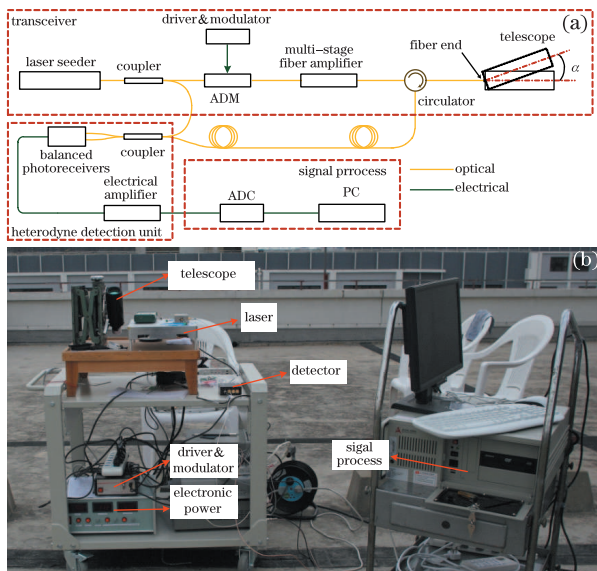 transceiver
driver&modulator
(a)
telescope
laser seeder
coupler
multi-stage
fiber amplifier
fiber end
α
ADM
circulator
balanced
photoreceivers
coupler
signal prrocess
optical
electrical
electrical
amplifier
ADC
PC
heterodyne detection unit
(b)
telescope
laser
detector
driver&
modulator
sigal
process
electronic
power